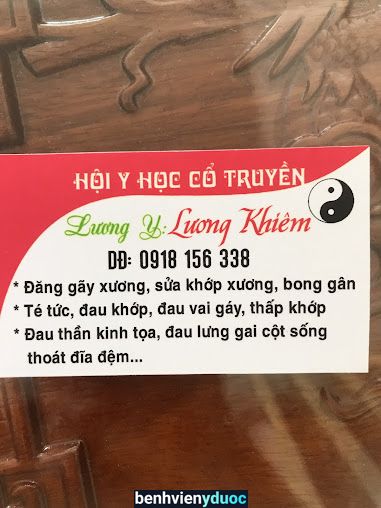 HỘI Y HỌC CỔ TRUYỀN
Lương Y: Lương Khiêm
DĐ: 0918 156 338
* Đăng gãy xương, sửa khớp xương, bong gân
* Té tức, đau khớp, đau vai gáy, thấp khớp
* Đau thần kinh tọa, đau lưng gai cột sống
thoát đĩa đệm...
benhvienyduoc